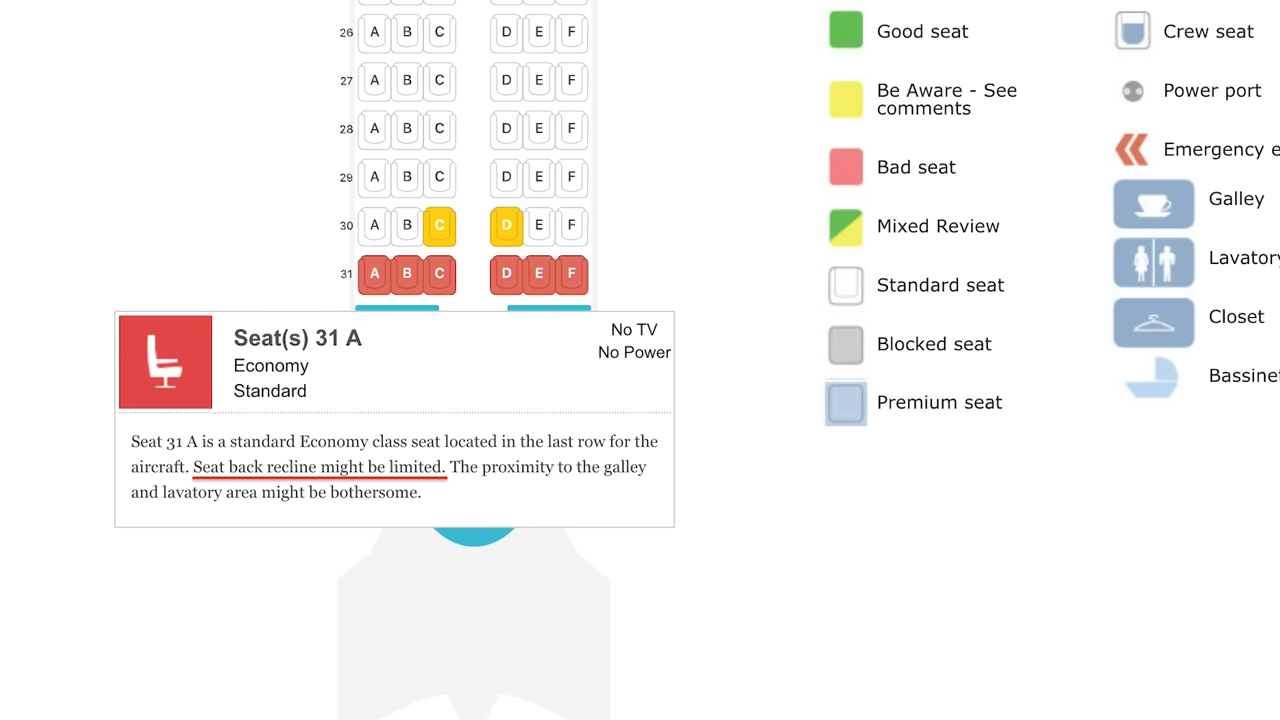 26 A B C D E F
27 A B C D E F
28 A B C D E F
29 A B C D E F
30 A B C D E F
31 A B C D E F
Seat(s) 31 A
Economy
Standard
No TV
No Power
Seat 31 A is a standard Economy class seat located in the last row for the
aircraft. Seat back recline might be limited. The proximity to the galley
and lavatory area might be bothersome.
Good seat
Be Aware - See
comments
Bad seat
Mixed Review
Standard seat
Blocked seat
Premium seat
Crew seat
Power port
Emergency e
Galley
Lavatory
Closet
Bassinet